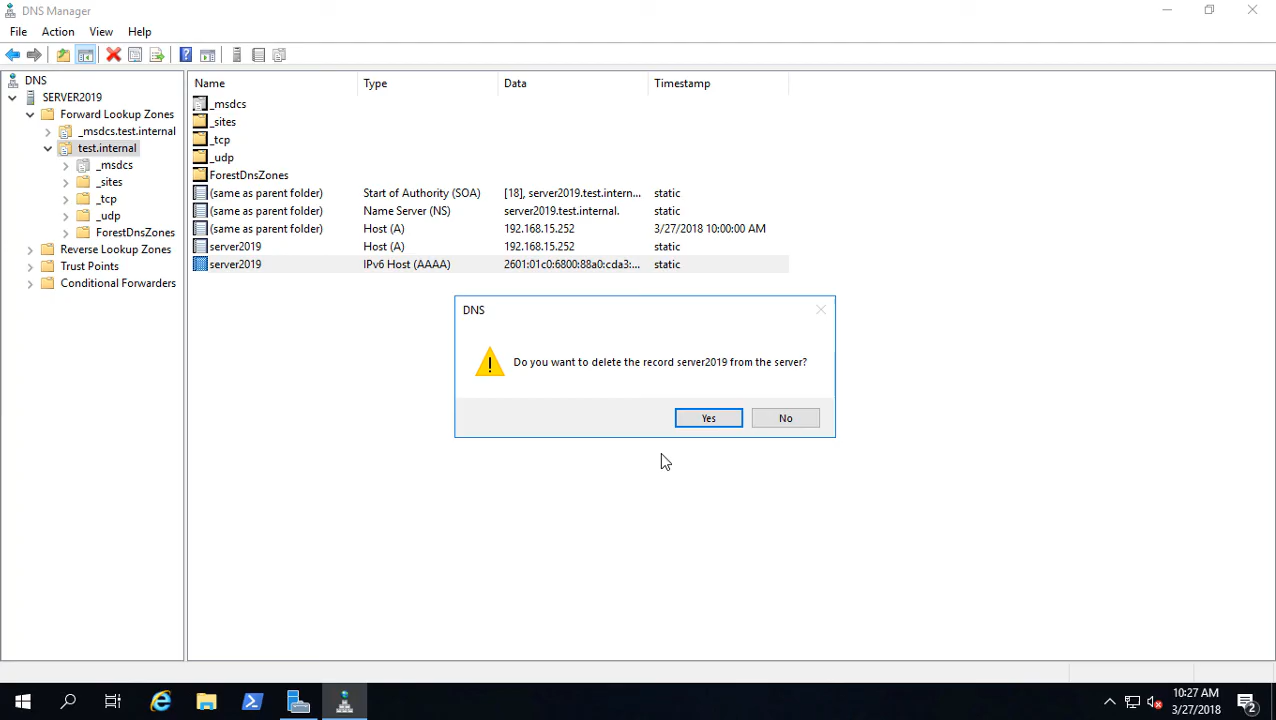 DNS Manager
File Action View Help
DNS
SERVER2019
Forward Lookup Zones
_msdcs.test.internal
test.internal
_msdcs
_sites
_tcp
_udp
ForestDnsZones
Reverse Lookup Zones
Trust Points
Conditional Forwarders
Name Type Data Timestamp
_msdcs
_sites
_tcp
_udp
ForestDnsZones
(same as parent folder) Start of Authority (SOA) [18], server2019.test.intern... static
(same as parent folder) Name Server (NS) server2019.test.internal. static
(same as parent folder) Host (A) 192.168.15.252 3/27/2018 10:00:00 AM
server2019 Host (A) 192.168.15.252 static
server2019 IPv6 Host (AAAA) 2601:01c0:6800:88a0:cda3:... static
DNS
Do you want to delete the record server2019 from the server?
Yes No
10:27 AM
3/27/2018
2